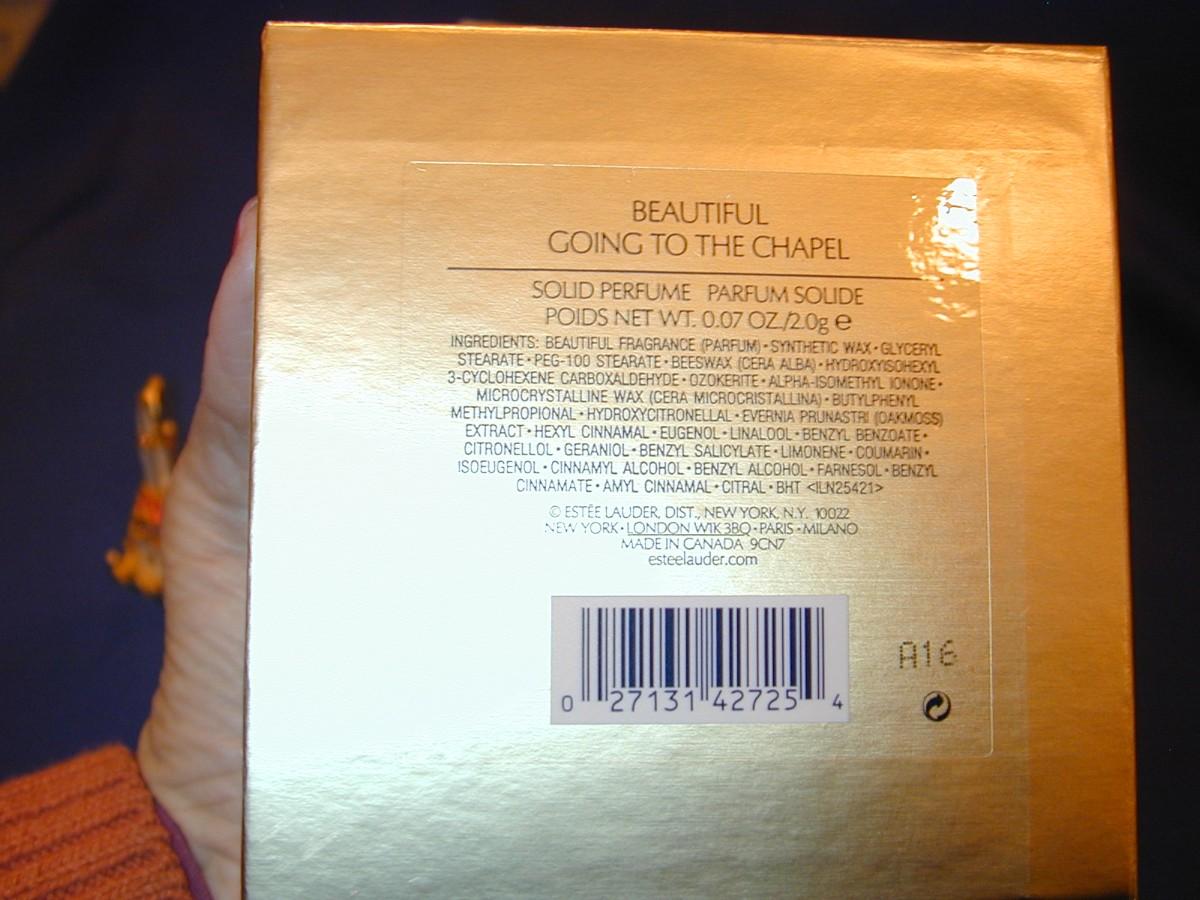 BEAUTIFUL
GOING TO THE CHAPEL
SOLID PERFUME PARFUM SOLIDE
POIDS NET WT. 0.07 OZ./2.0g ℮
INGREDIENTS: BEAUTIFUL FRAGRANCE (PARFUM)•SYNTHETIC WAX•GLYCERYL
STEARATE•PEG-100 STEARATE•BEESWAX (CERA ALBA)•HYDROXYISOHEXYL
3-CYCLOHEXENE CARBOXALDEHYDE•OZOKERITE•ALPHA-ISOMETHYL IONONE•
MICROCRYSTALLINE WAX (CERA MICROCRISTALLINA)•BUTYLPHENYL
METHYLPROPIONAL•HYDROXYCITRONELLAL•EVERNIA PRUNASTRI (OAKMOSS)
EXTRACT•HEXYL CINNAMAL•EUGENOL•LINALOOL•BENZYL BENZOATE•
CITRONELLOL•GERANIOL•BENZYL SALICYLATE•LIMONENE•COUMARIN•
ISOEUGENOL•CINNAMYL ALCOHOL•BENZYL ALCOHOL•FARNESOL•BENZYL
CINNAMATE•AMYL CINNAMAL•CITRAL•BHT <ILN25421>
© ESTĒE LAUDER, DIST., NEW YORK, N.Y. 10022
NEW YORK•LONDON W1K 3BQ•PARIS•MILANO
MADE IN CANADA 9CN7
esteelauder.com
A16
0 27131 42725 4